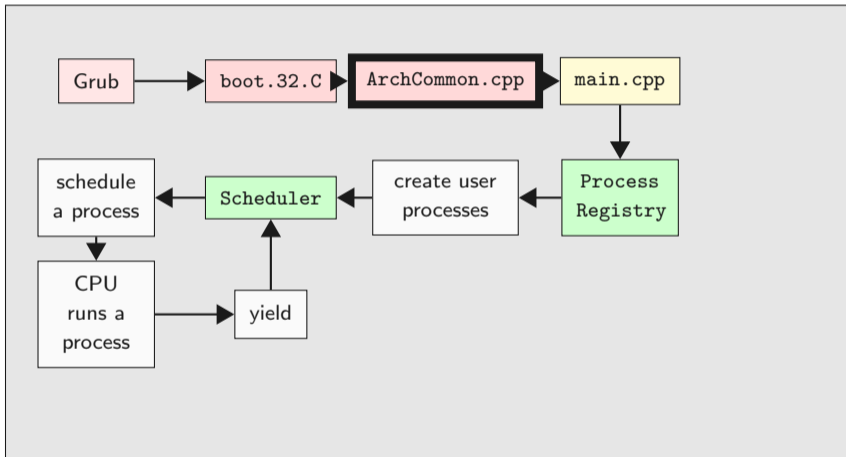 Grub
boot.32.C
ArchCommon.cpp
main.cpp
schedule
a process
Scheduler
create user
processes
Process
Registry
CPU
runs a
process
yield